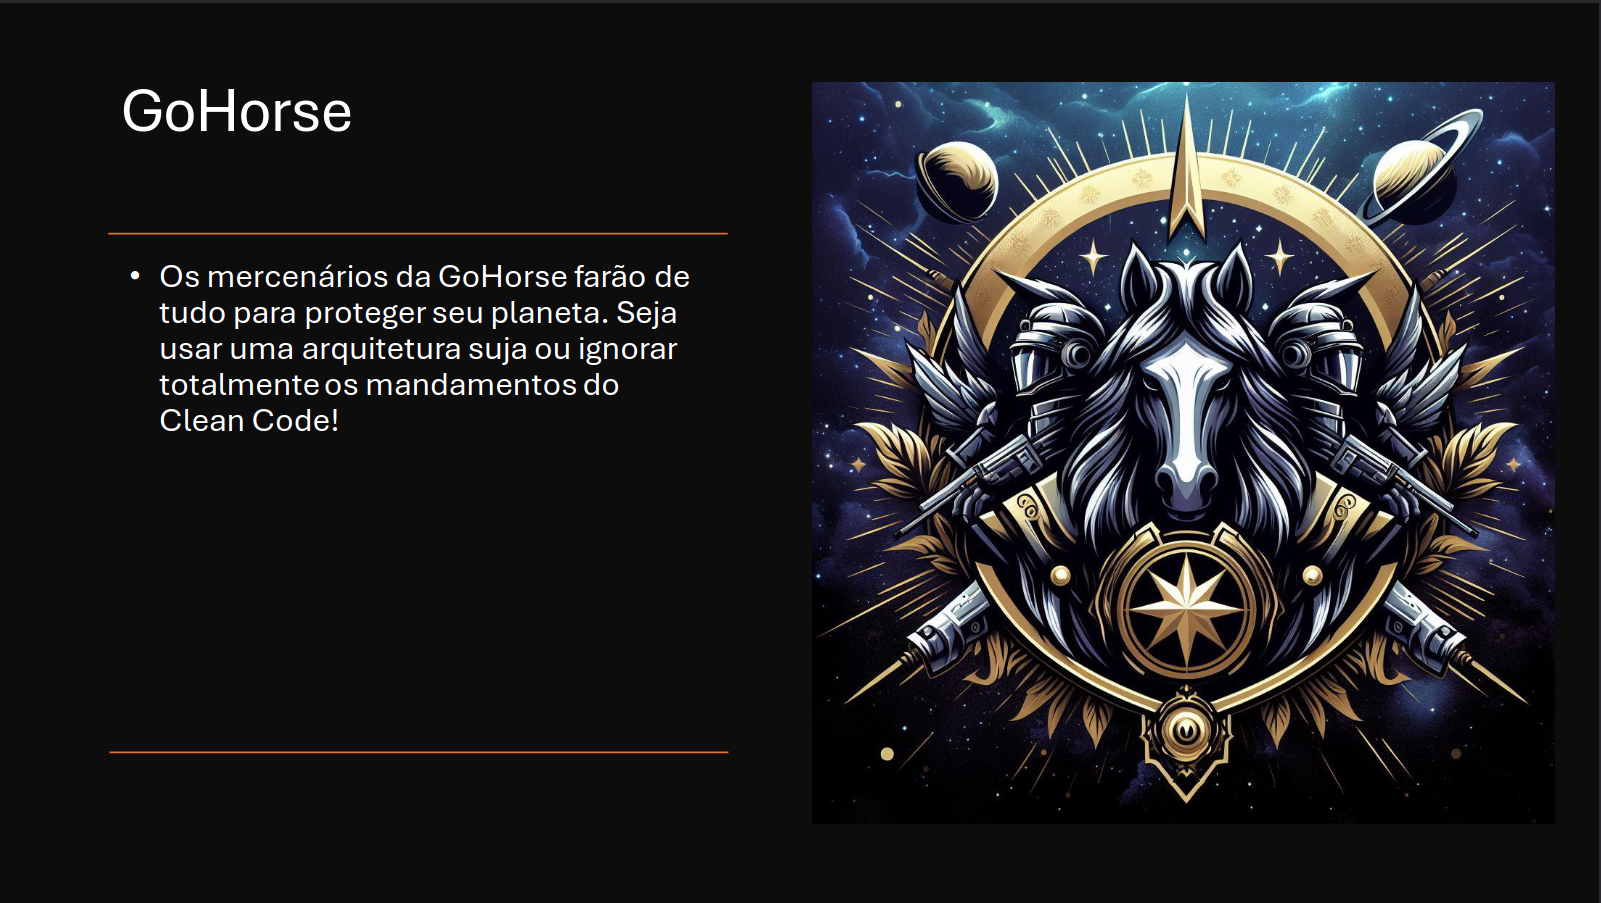 GoHorse
• Os mercenários da GoHorse farão de
tudo para proteger seu planeta. Seja
usar uma arquitetura suja ou ignorar
totalmente os mandamentos do
Clean Code!